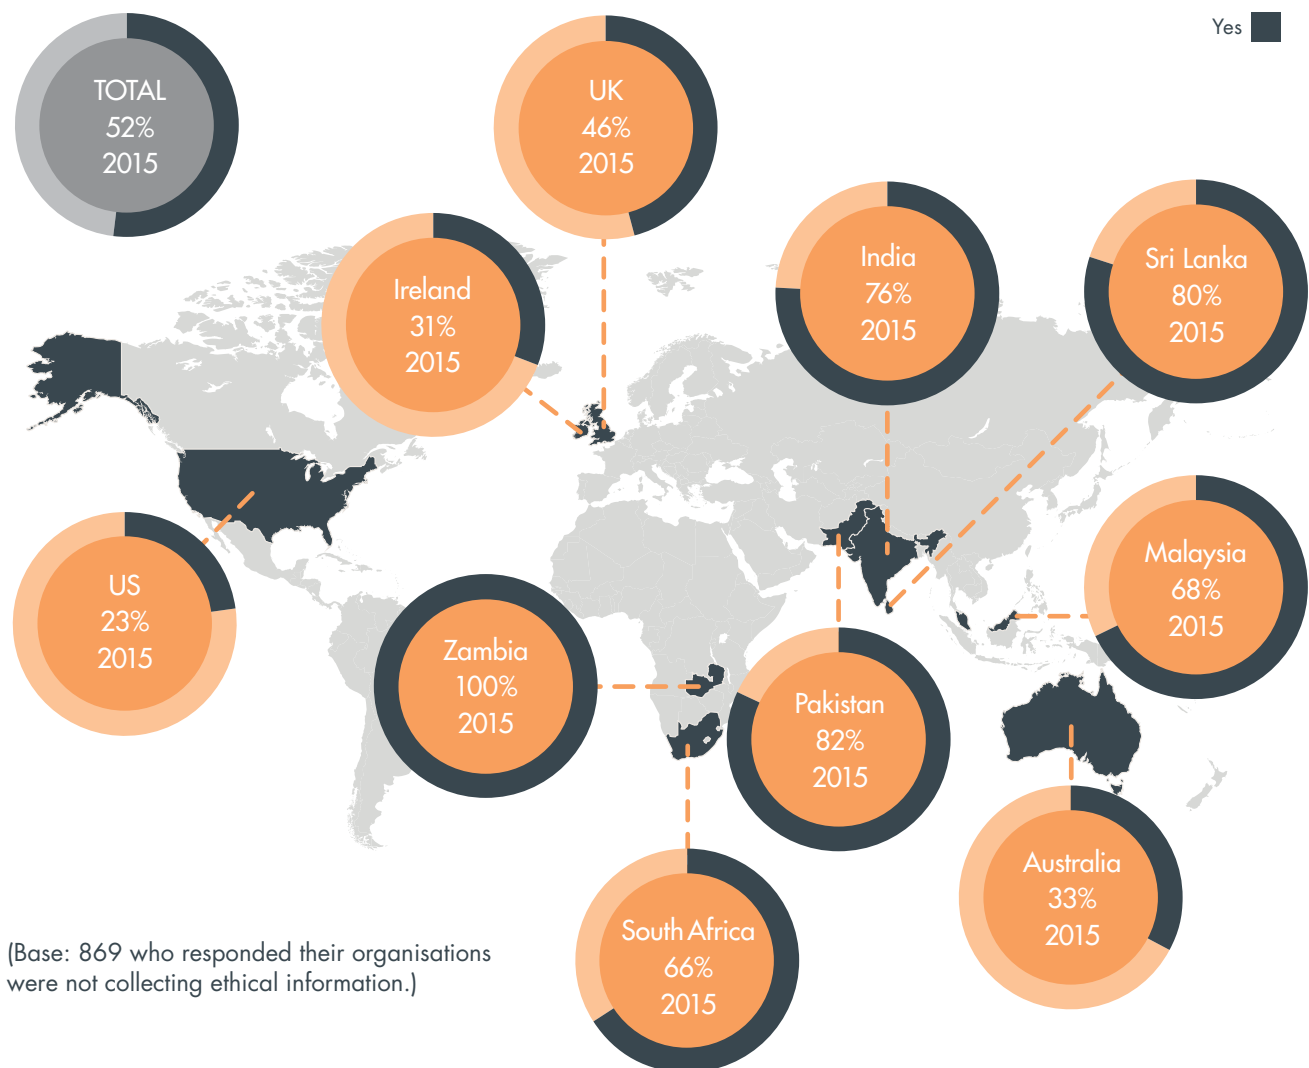 Yes
TOTAL
52%
2015
UK
46%
2015
Ireland
31%
2015
India
76%
2015
Sri Lanka
80%
2015
US
23%
2015
Zambia
100%
2015
Malaysia
68%
2015
Pakistan
82%
2015
Australia
33%
2015
South Africa
66%
2015
(Base: 869 who responded their organisations
were not collecting ethical information.)